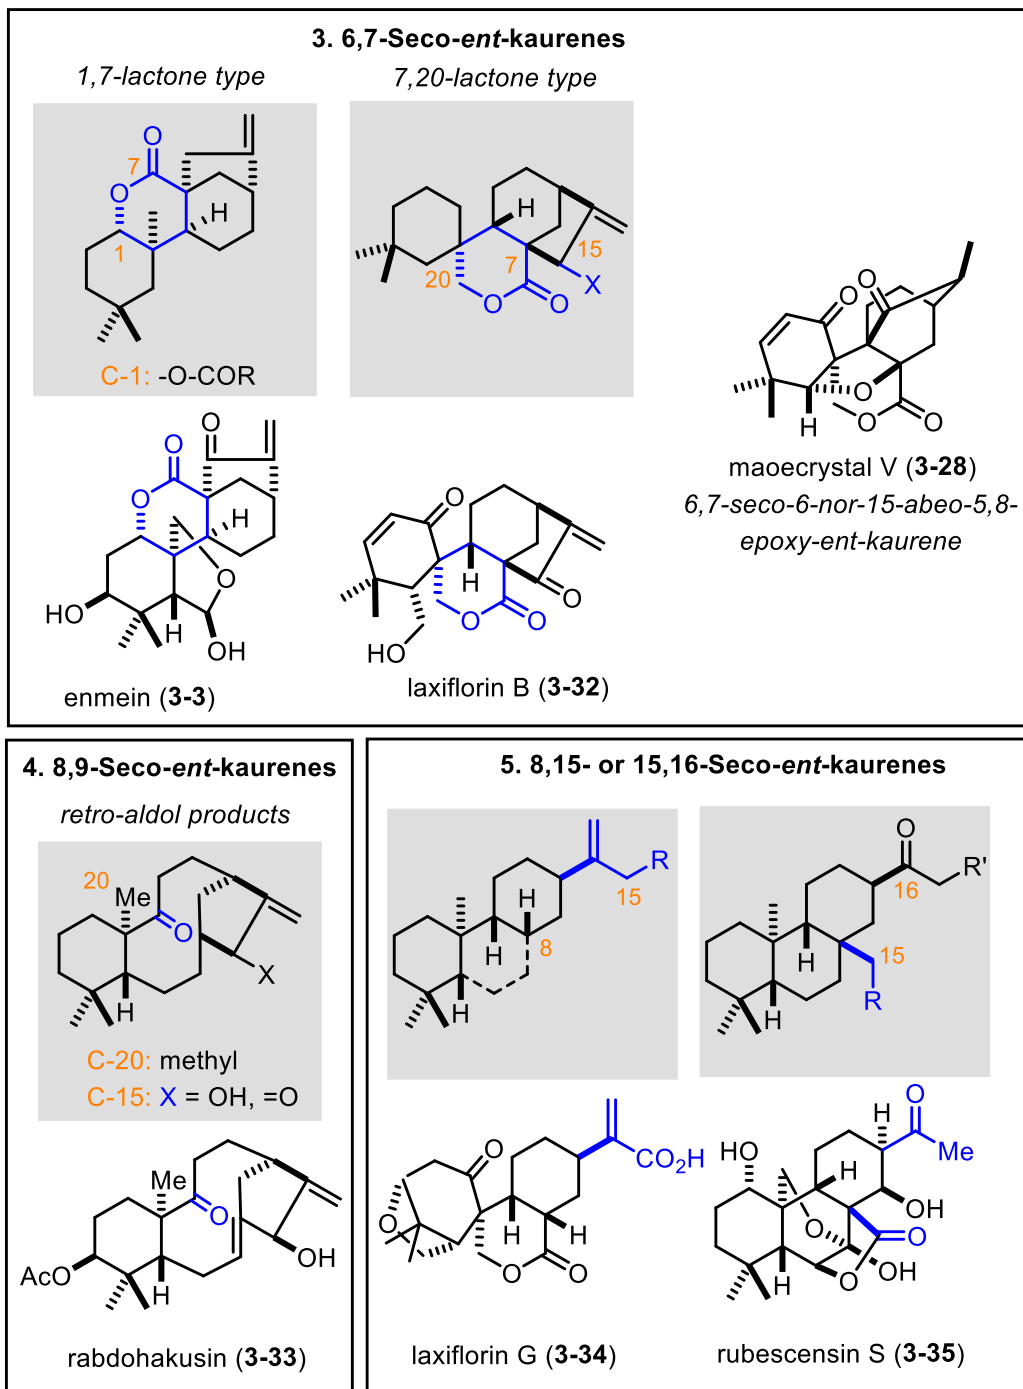 3. 6,7-Seco-ent-kaurenes
1,7-lactone type
7,20-lactone type
O
7
O
H
1
C-1: -O-COR
H
15
7
20
X
O
O
O
O
O
H
O
O
H
O
O
O
H
O
HO
H
OH
enmein (3-3)
O
H
O
O
O
HO
laxiflorin B (3-32)
maoecrystal V (3-28)
6,7-seco-6-nor-15-abeo-5,8-
epoxy-ent-kaurene
4. 8,9-Seco-ent-kaurenes
retro-aldol products
20
Me
O
X
H
C-20: methyl
C-15: X = OH, =O
Me
O
OH
AcO
H
rabdohakusin (3-33)
5. 8,15- or 15,16-Seco-ent-kaurenes
R
15
H
8
H
H
O
R'
16
15
H
R
H
O
CO2H
O
H
H
O
O
laxiflorin G (3-34)
O
H
HO
Me
H
OH
O
O
H
O
OH
rubescensin S (3-35)